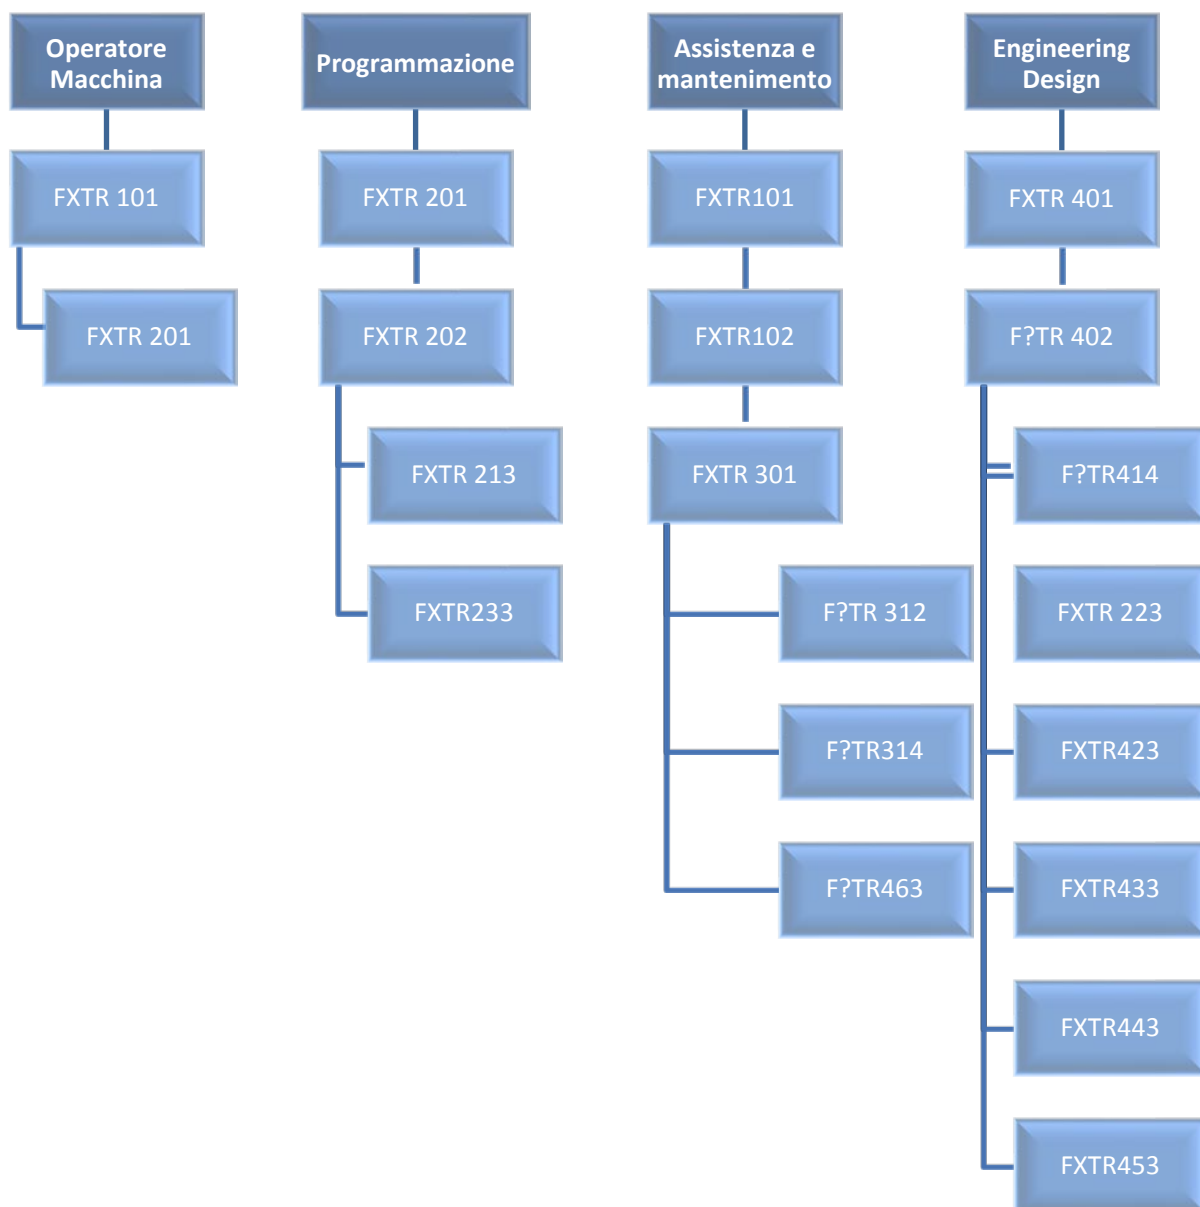 Operatore
Macchina
FXTR 101
FXTR 201
Programmazione
FXTR 201
FXTR 202
FXTR 213
FXTR233
Assistenza e
mantenimento
FXTR101
FXTR102
FXTR 301
F?TR 312
F?TR314
F?TR463
Engineering
Design
FXTR 401
F?TR 402
F?TR414
FXTR 223
FXTR423
FXTR433
FXTR443
FXTR453